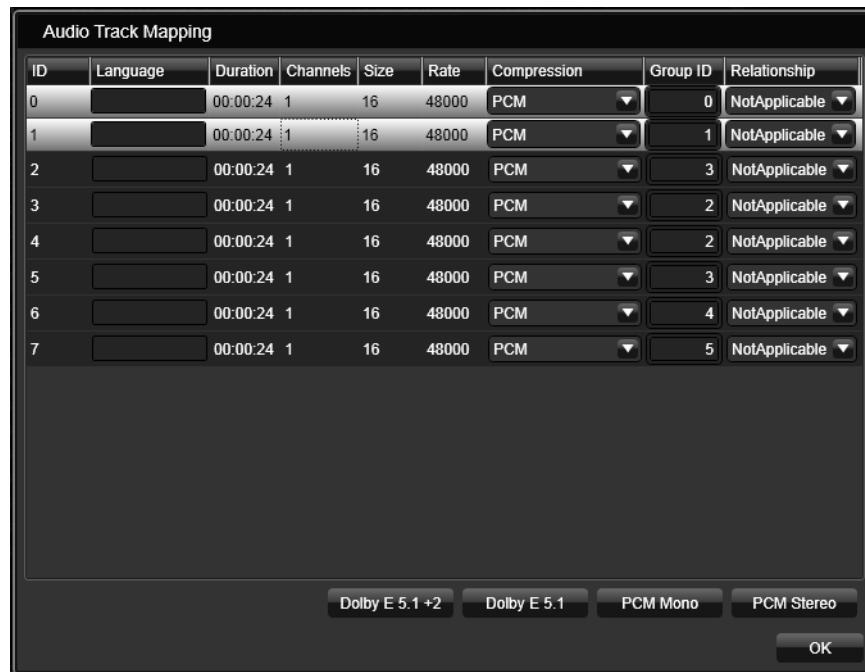 Audio Track Mapping
ID Language Duration Channels Size Rate Compression Group ID Relationship
0 00:00:24 1 16 48000 PCM 0 NotApplicable
1 00:00:24 1 16 48000 PCM 1 NotApplicable
2 00:00:24 1 16 48000 PCM 3 NotApplicable
3 00:00:24 1 16 48000 PCM 2 NotApplicable
4 00:00:24 1 16 48000 PCM 2 NotApplicable
5 00:00:24 1 16 48000 PCM 3 NotApplicable
6 00:00:24 1 16 48000 PCM 4 NotApplicable
7 00:00:24 1 16 48000 PCM 5 NotApplicable
Dolby E 5.1 +2 Dolby E 5.1 PCM Mono PCM Stereo
OK